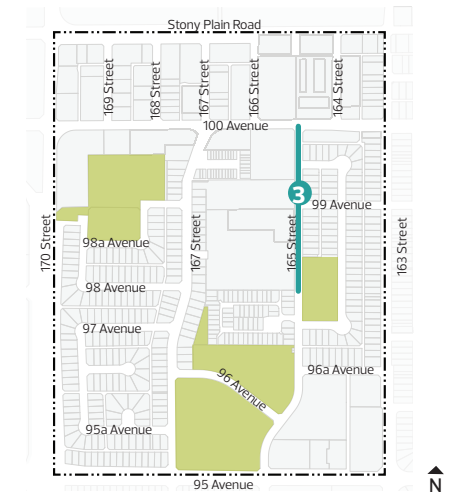 Stony Plain Road
169 Street
168 Street
167 Street
166 Street
164 Street
100 Avenue
3
99 Avenue
170 Street
167 Street
165 Street
163 Street
98a Avenue
98 Avenue
97 Avenue
96 Avenue
96a Avenue
95a Avenue
95 Avenue
N